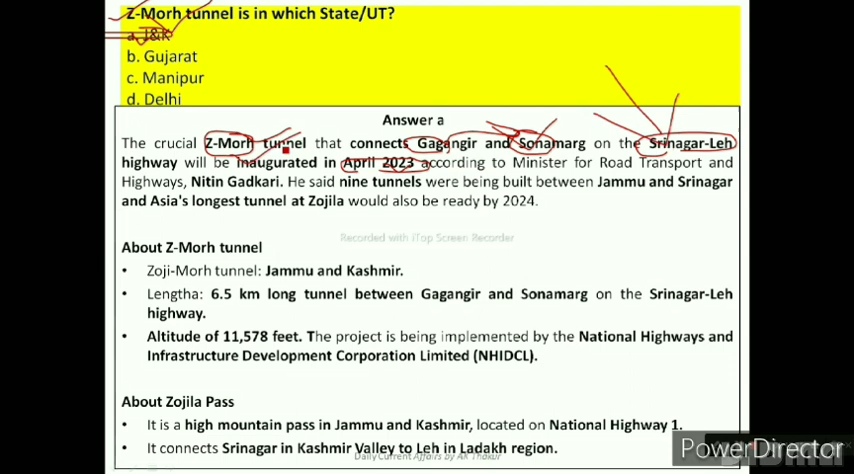 Z-Morh tunnel is in which State/UT?
a. J&K
b. Gujarat
c. Manipur
d. Delhi
Answer a
The crucial Z-Morh tunnel that connects Gagangir and Sonamarg on the Srinagar-Leh
highway will be inaugurated in April 2023 according to Minister for Road Transport and
Highways, Nitin Gadkari. He said nine tunnels were being built between Jammu and Srinagar
and Asia's longest tunnel at Zojila would also be ready by 2024.
Recorded with iTop Screen Recorder
About Z-Morh tunnel
• Zoji-Morh tunnel: Jammu and Kashmir.
• Lengtha: 6.5 km long tunnel between Gagangir and Sonamarg on the Srinagar-Leh
highway.
• Altitude of 11,578 feet. The project is being implemented by the National Highways and
Infrastructure Development Corporation Limited (NHIDCL).
About Zojila Pass
• It is a high mountain pass in Jammu and Kashmir, located on National Highway 1.
• It connects Srinagar in Kashmir Valley to Leh in Ladakh region.
Daily Current Affairs by AK Thakur
PowerDirector